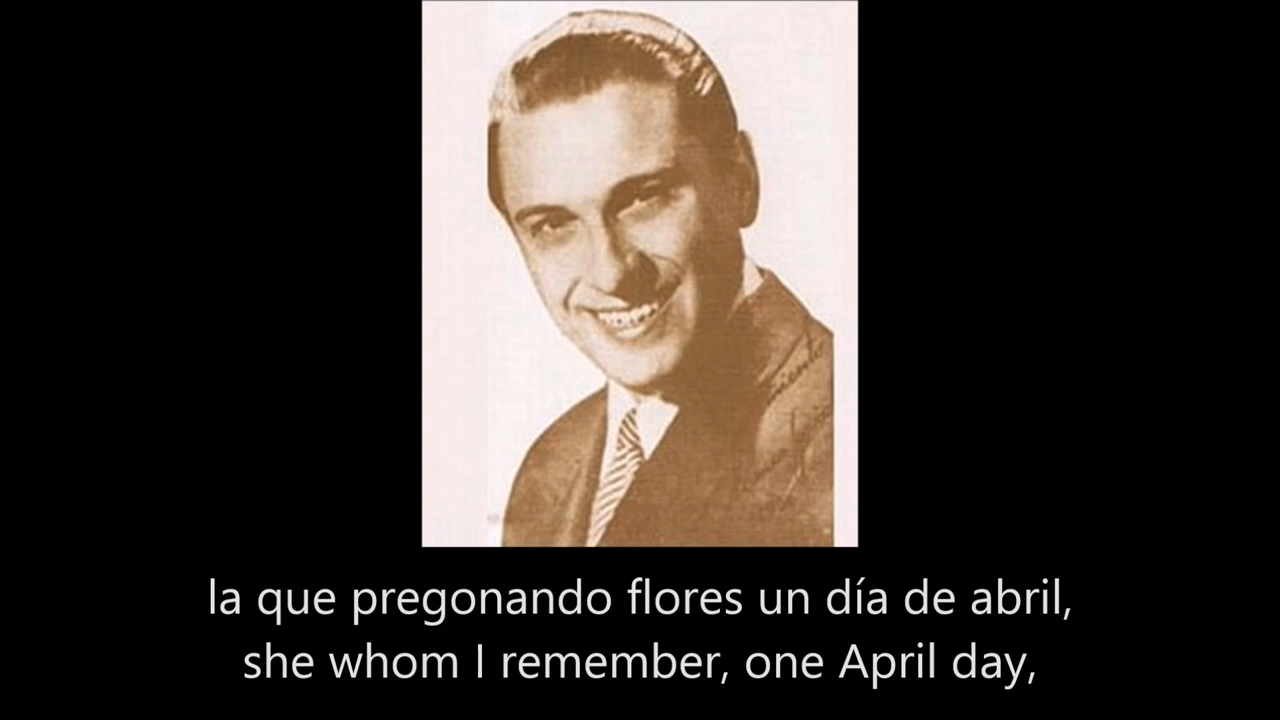 la que pregonando flores un día de abril,
she whom I remember, one April day,